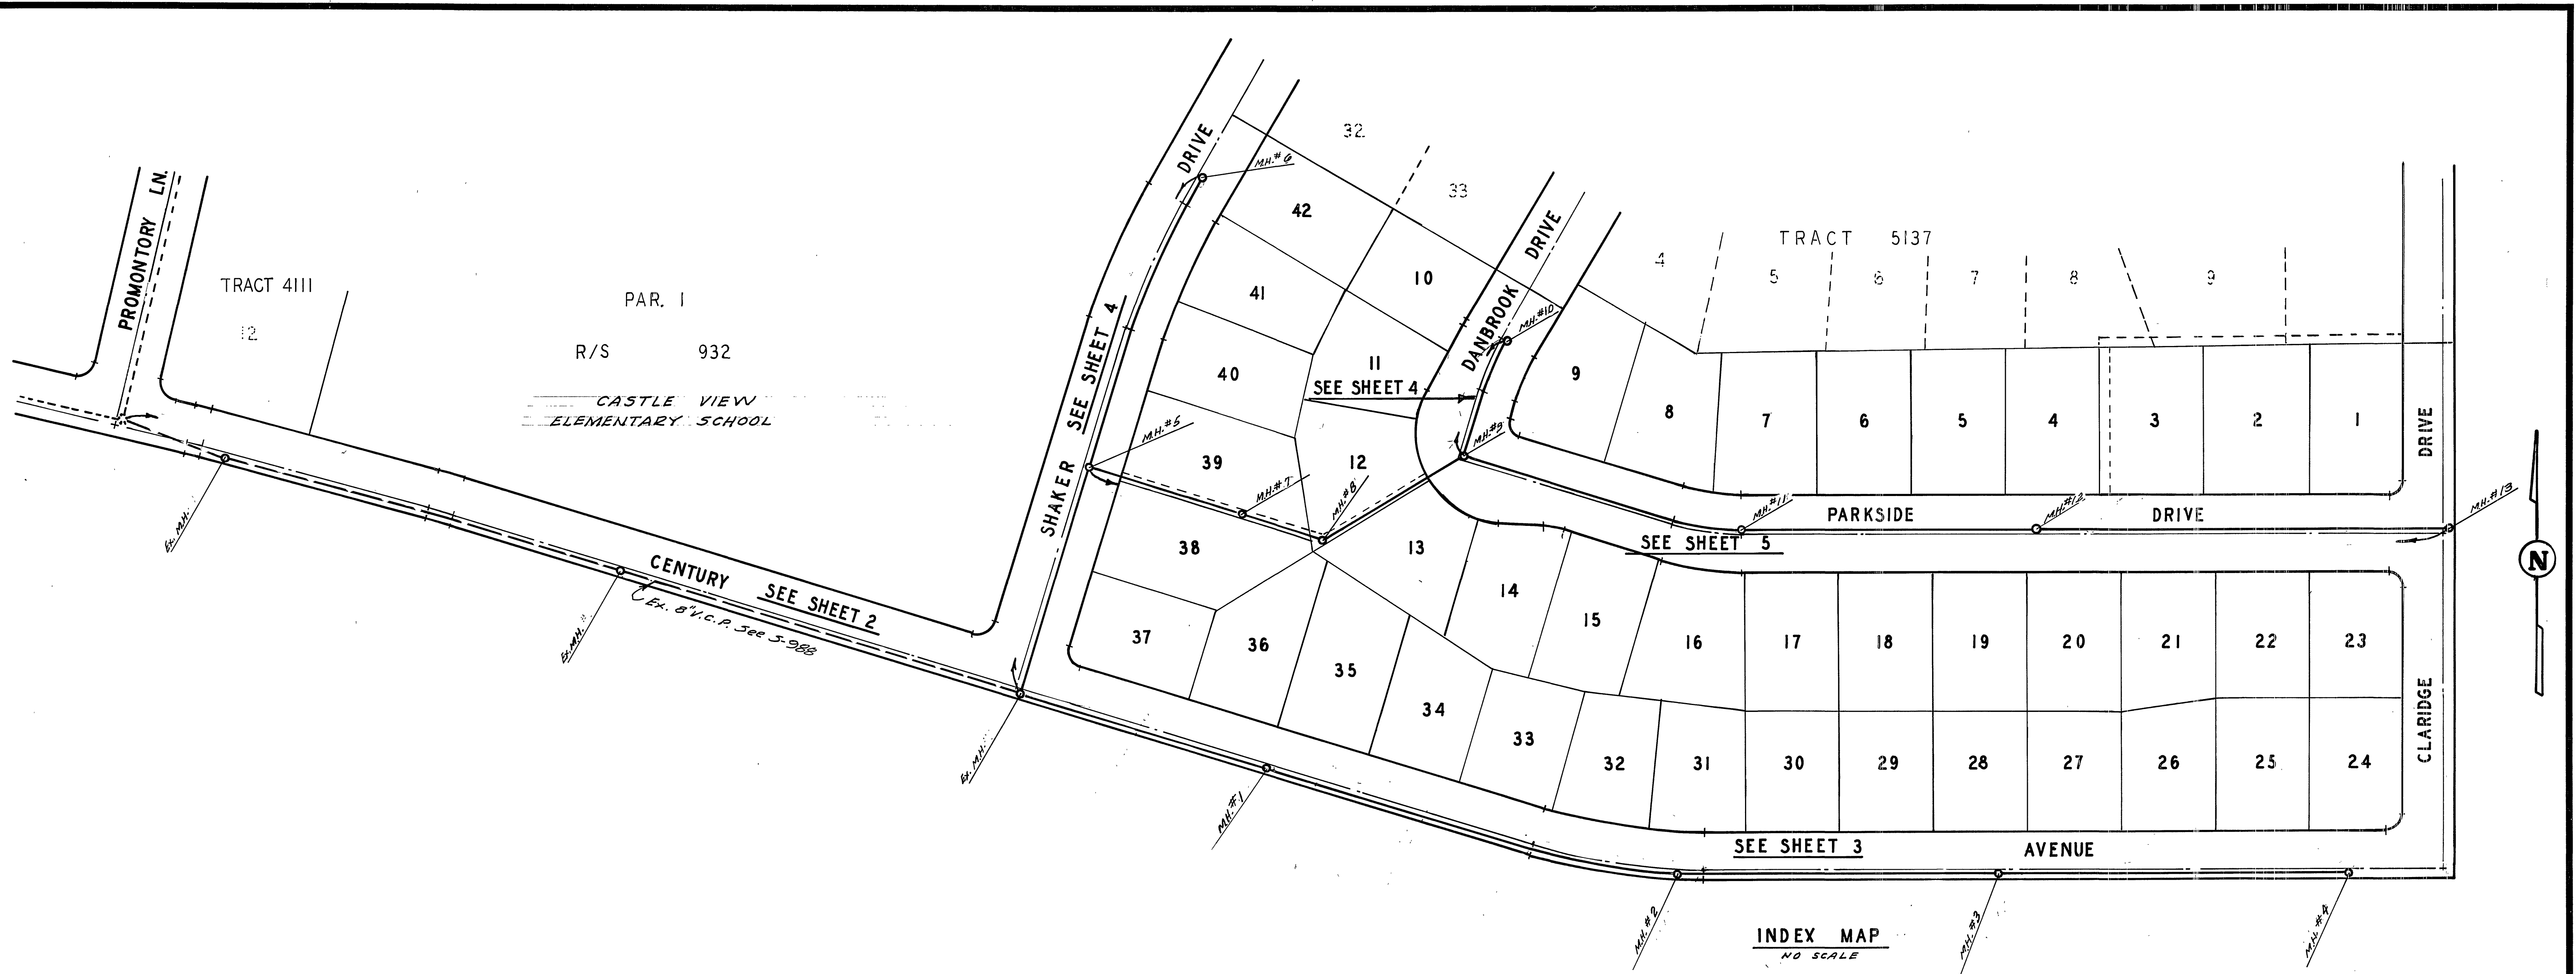 PROMONTORY LN.
TRACT 4111
12
PAR. 1
R/S 932
CASTLE VIEW
ELEMENTARY SCHOOL
Ex. M.H.
Ex. M.H.
Ex. M.H.
CENTURY
SEE SHEET 2
Ex. 8" V.C.P. See S-988
SHAKER
SEE SHEET 4
DRIVE
M.H.#6
M.H.#5
M.H.#7
M.H.#8
M.H.#9
M.H.#10
32
33
42
41
40
39
38
37
36
35
34
33
32
31
30
29
28
27
26
25
24
10
11
SEE SHEET 4
12
13
14
15
16
17
18
19
20
21
22
23
DANBROOK DRIVE
TRACT 5137
4
5
6
7
8
9
9
8
7
6
5
4
3
2
1
M.H.#11
M.H.#12
M.H.#13
PARKSIDE DRIVE
SEE SHEET 5
CLARIDGE DRIVE
N
SEE SHEET 3
AVENUE
M.H.#1
M.H.#2
M.H.#3
M.H.#4
INDEX MAP
NO SCALE